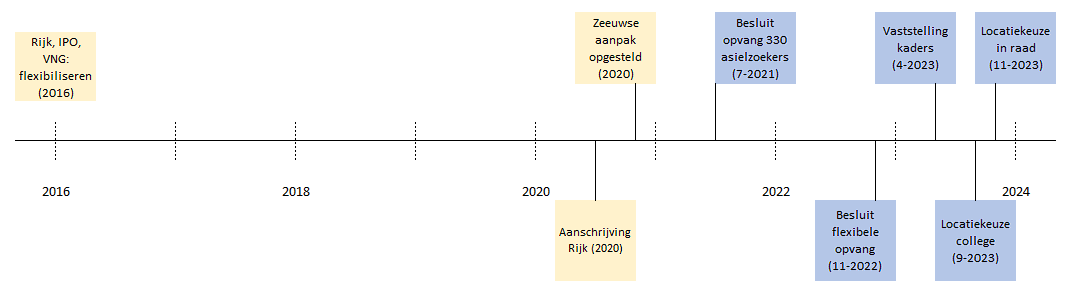 Rijk, IPO,
VNG:
flexibiliseren
(2016)
Zeeuwse
aanpak
opgesteld
(2020)
Besluit
opvang 330
asielzoekers
(7-2021)
Vaststelling
kaders
(4-2023)
Locatiekeuze
in raad
(11-2023)
2016
2018
2020
2022
2024
Aanschrijving
Rijk (2020)
Besluit
flexibele
opvang
(11-2022)
Locatiekeuze
college
(9-2023)